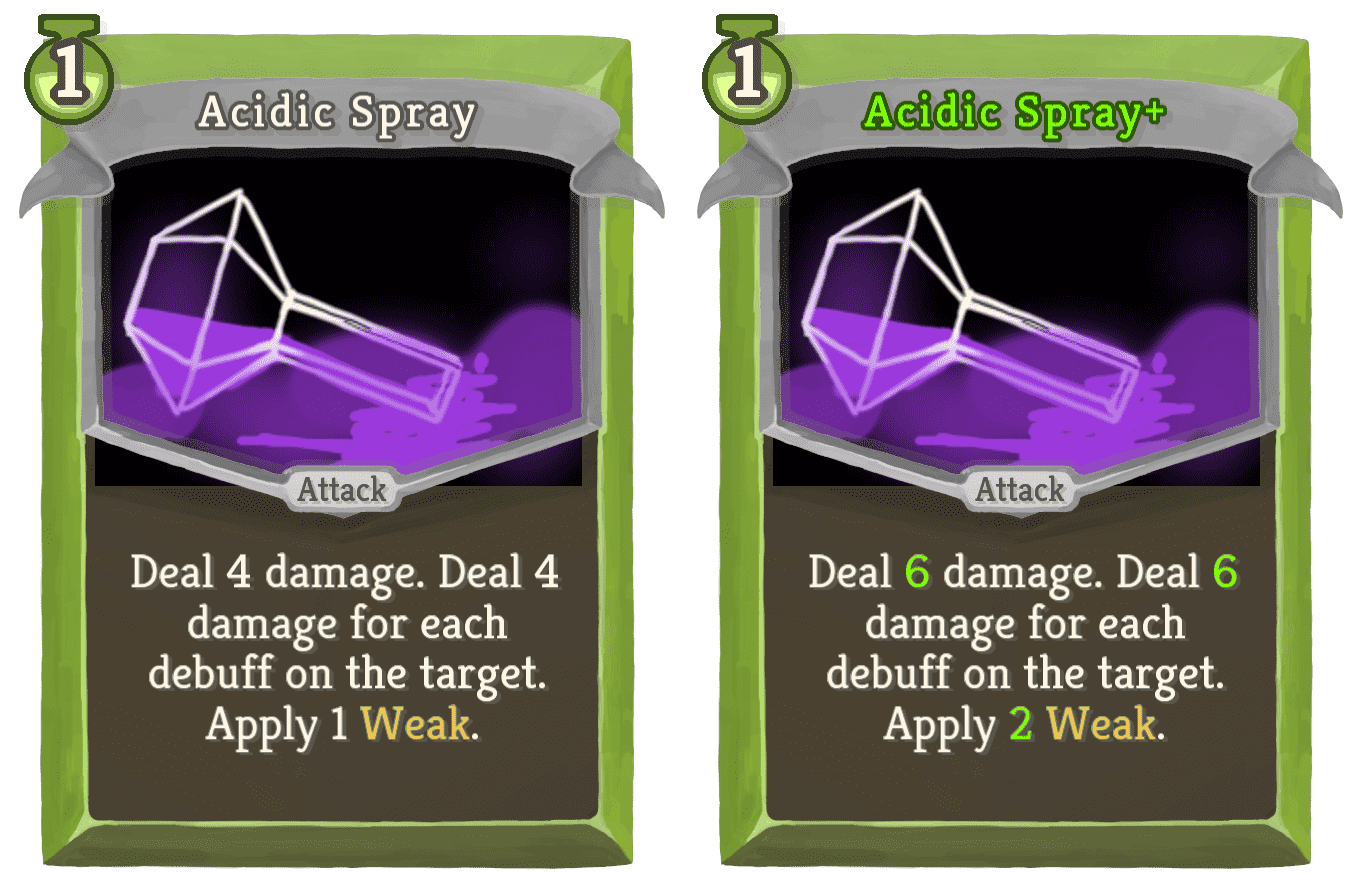 1
Acidic Spray
Attack
Deal 4 damage. Deal 4
damage for each
debuff on the target.
Apply 1 Weak.
1
Acidic Spray+
Attack
Deal 6 damage. Deal 6
damage for each
debuff on the target.
Apply 2 Weak.